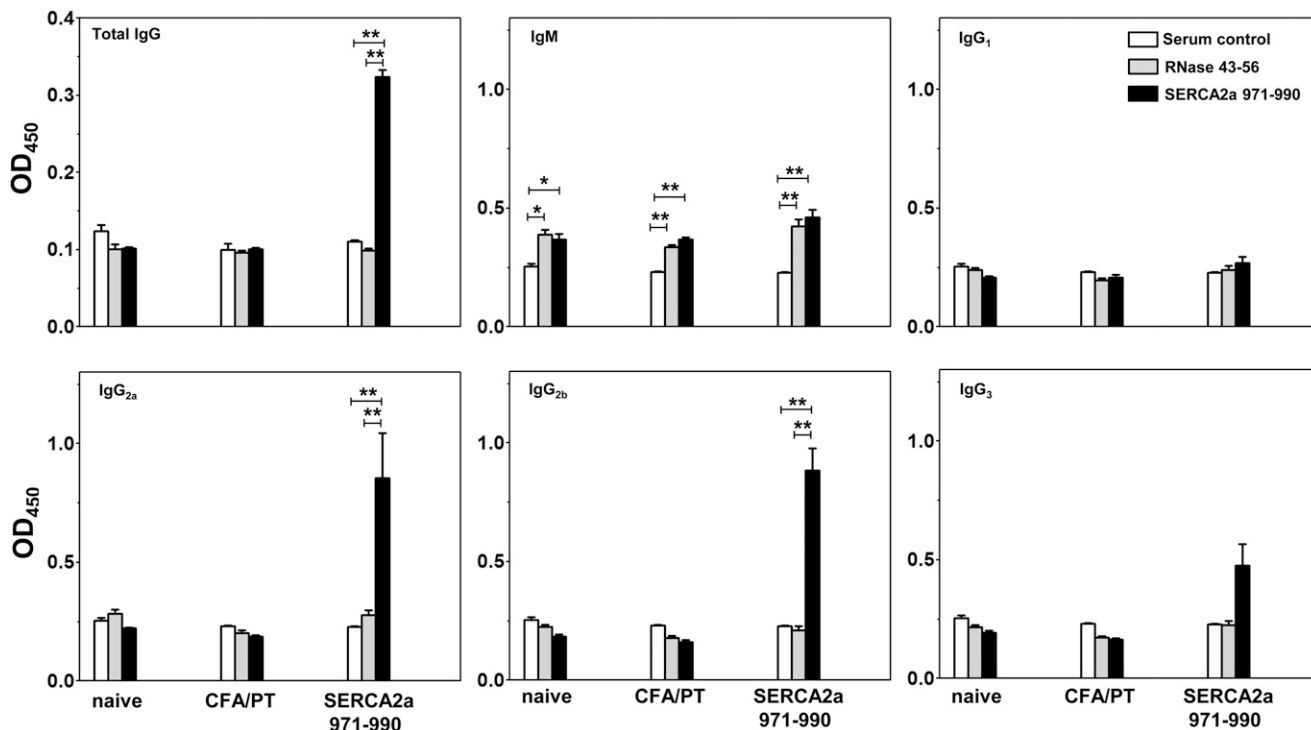 Total IgG
IgM
IgG₁
Serum control
RNase 43-56
SERCA2a 971-990
OD₄₅₀
0.4
0.3
0.2
0.1
0.0
**
**
1.0
0.5
0.0
*
*
**
**
**
**
1.0
0.5
0.0
IgG₂ₐ
IgG₂b
IgG₃
OD₄₅₀
1.0
0.5
0.0
**
**
1.0
0.5
0.0
**
**
1.0
0.5
0.0
naive CFA/PT SERCA2a
971-990
naive CFA/PT SERCA2a
971-990
naive CFA/PT SERCA2a
971-990